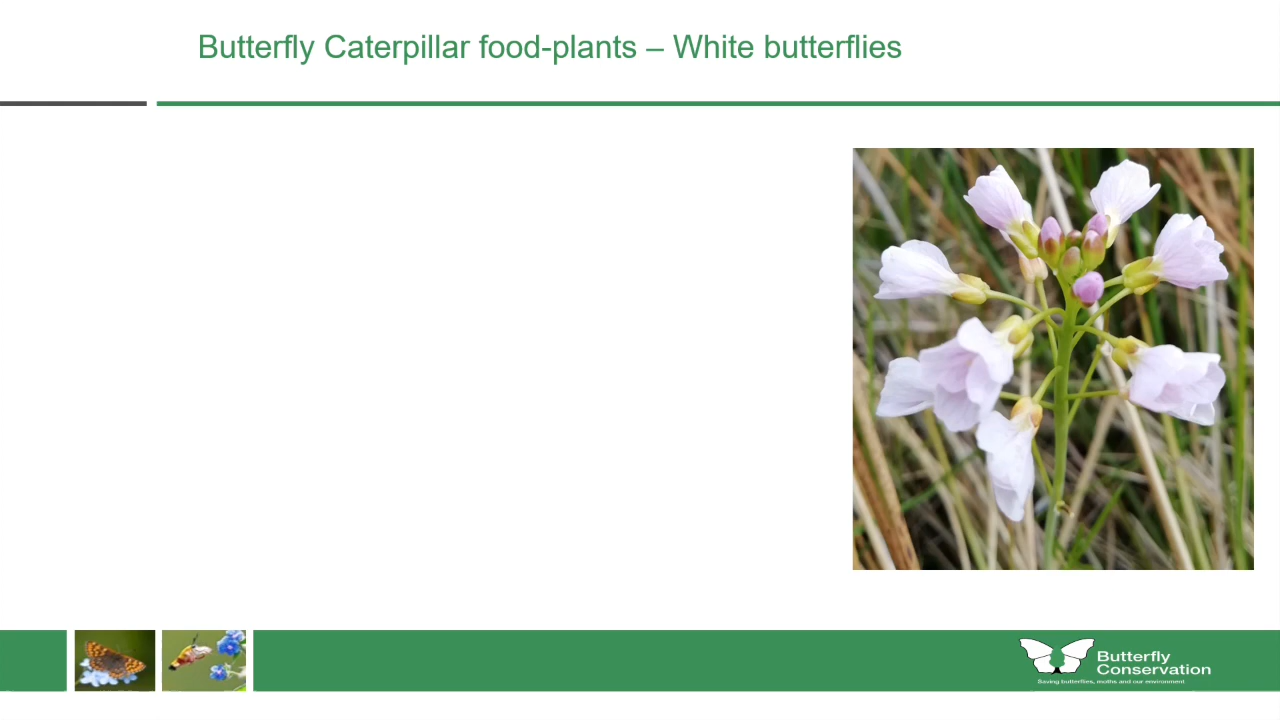 Butterfly Caterpillar food-plants – White butterflies
Butterfly
Conservation
Saving butterflies, moths and our environment